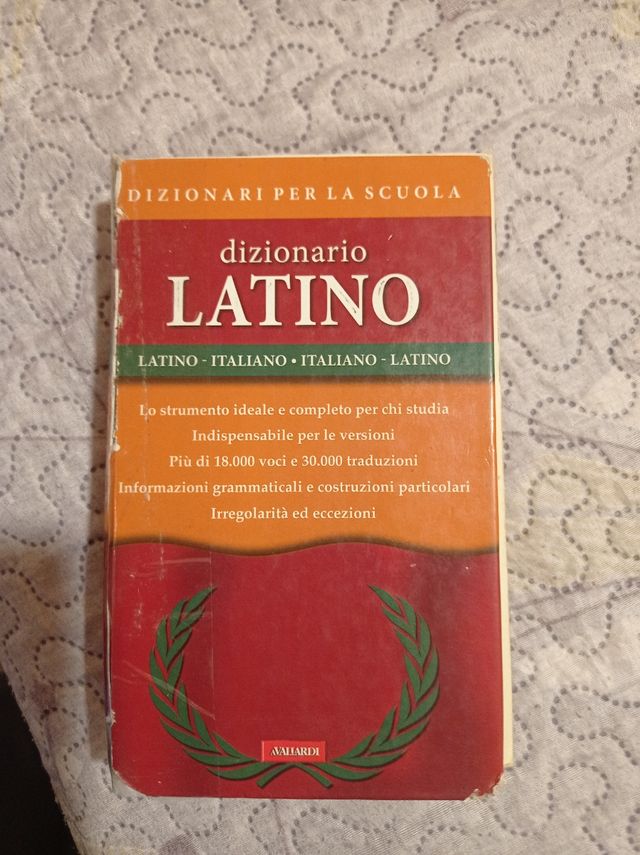 DIZIONARI PER LA SCUOLA
dizionario
LATINO
LATINO - ITALIANO • ITALIANO - LATINO
Lo strumento ideale e completo per chi studia
Indispensabile per le versioni
Più di 18.000 voci e 30.000 traduzioni
Informazioni grammaticali e costruzioni particolari
Irregolarità ed eccezioni
A.VALLARDI